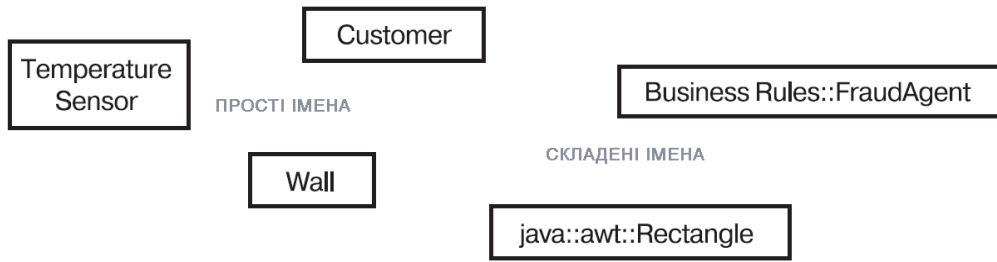 Customer
Temperature
Sensor
ПРОСТІ ІМЕНА
Business Rules::FraudAgent
СКЛАДЕНІ ІМЕНА
Wall
java::awt::Rectangle